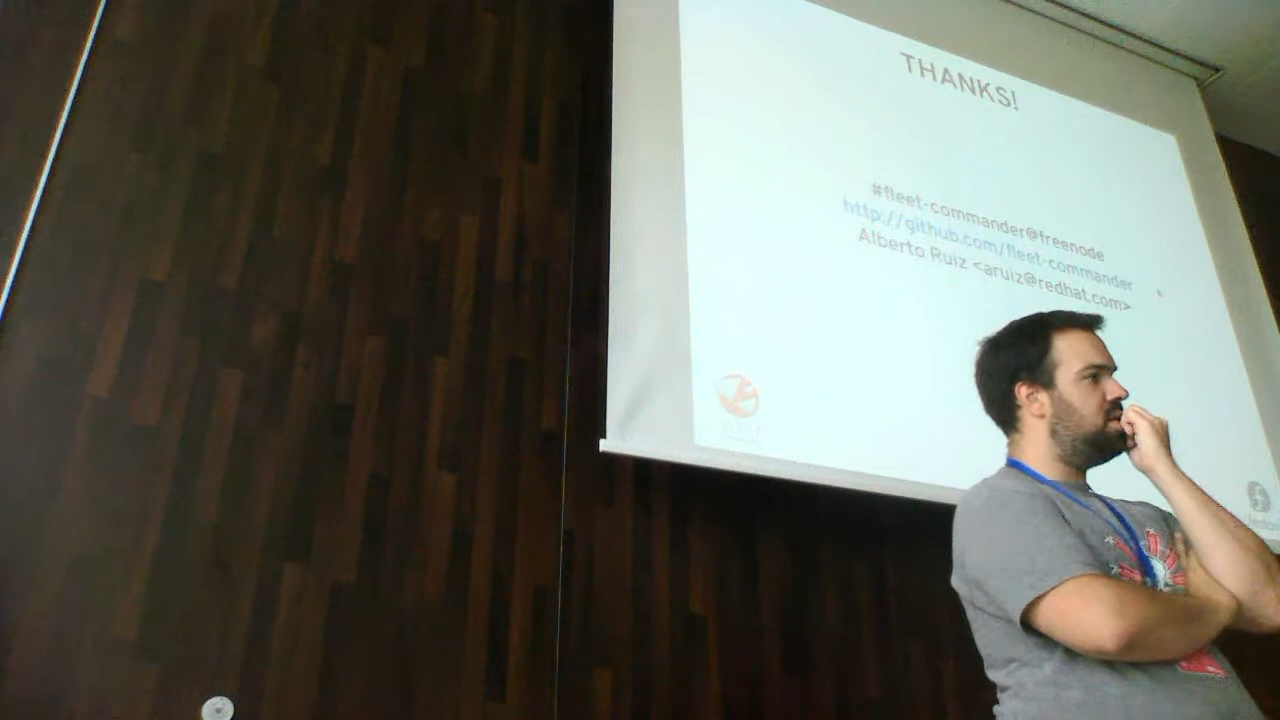 THANKS!
#fleet-commander@freenode
http://github.com/fleet-commander
Alberto Ruiz <aruiz@redhat.com>